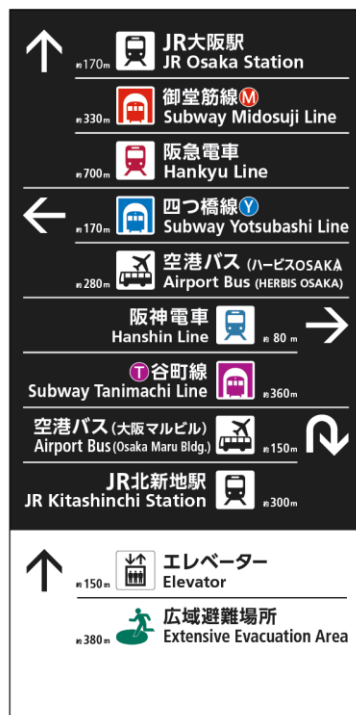 約170m JR大阪駅
JR Osaka Station
御堂筋線M
約330m Subway Midosuji Line
阪急電車
約700m Hankyu Line
四つ橋線Y
約170m Subway Yotsubashi Line
空港バス (ハービスOSAKA)
約280m Airport Bus (HERBIS OSAKA)
阪神電車
Hanshin Line 約 80 m
T谷町線
Subway Tanimachi Line 約360m
空港バス(大阪マルビル)
Airport Bus (Osaka Maru Bldg.) 約150m
JR北新地駅
JR Kitashinchi Station 約300m
エレベーター
約150m Elevator
広域避難場所
約380m Extensive Evacuation Area